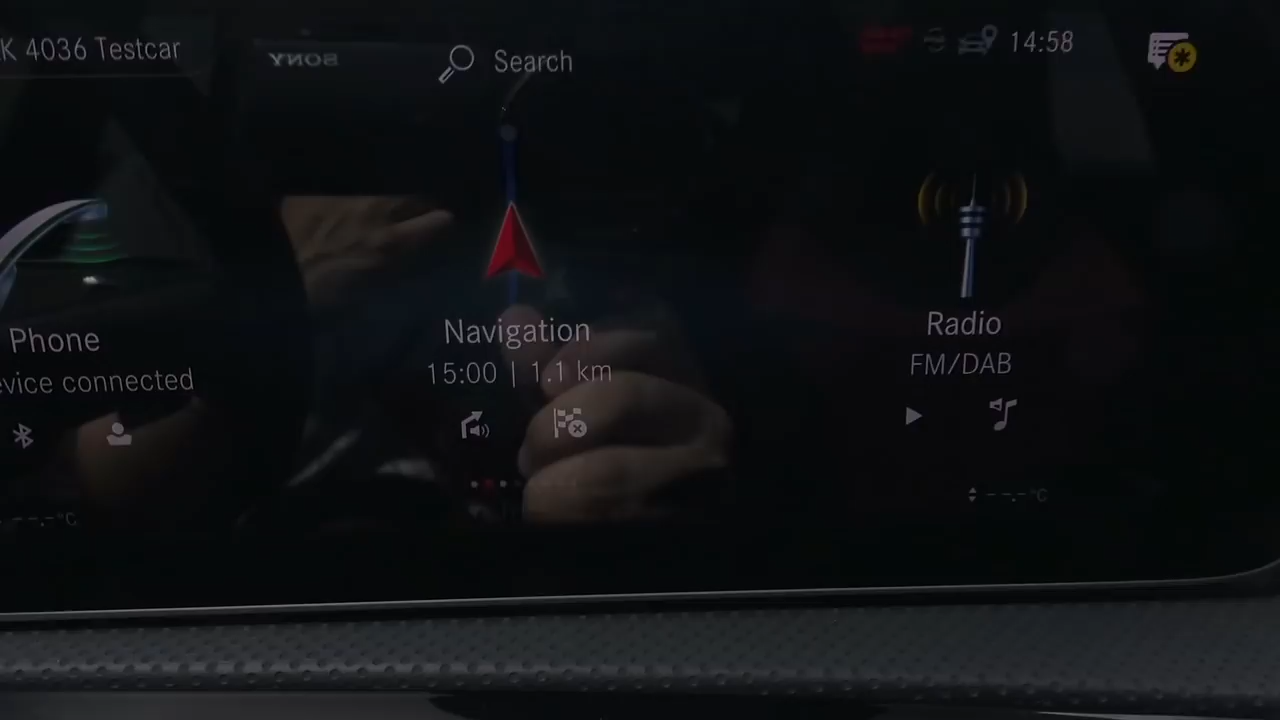 K 4036 Testcar
SONY
Search
14:58
Phone
evice connected
Navigation
15:00 | 1.1 km
Radio
FM/DAB
--.-°C
--.-°C